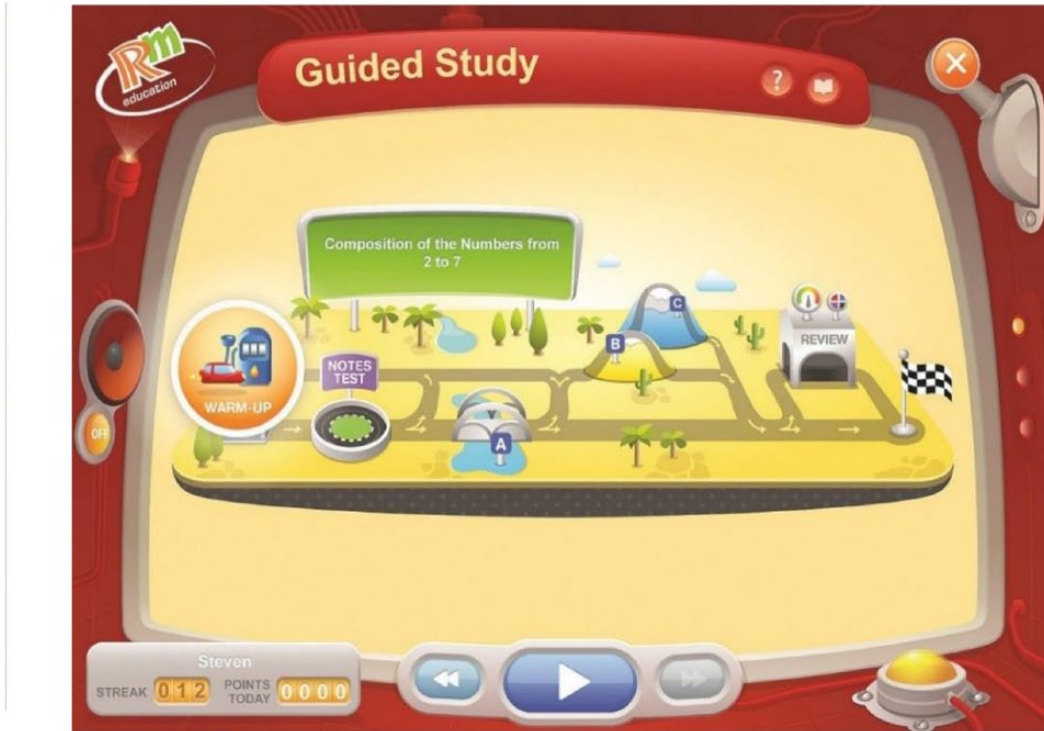 Rm
education
Guided Study
?
Composition of the Numbers from
2 to 7
C
B
REVIEW
NOTES
TEST
WARM-UP
A
OFF
Steven
STREAK 012 POINTS TODAY 0000